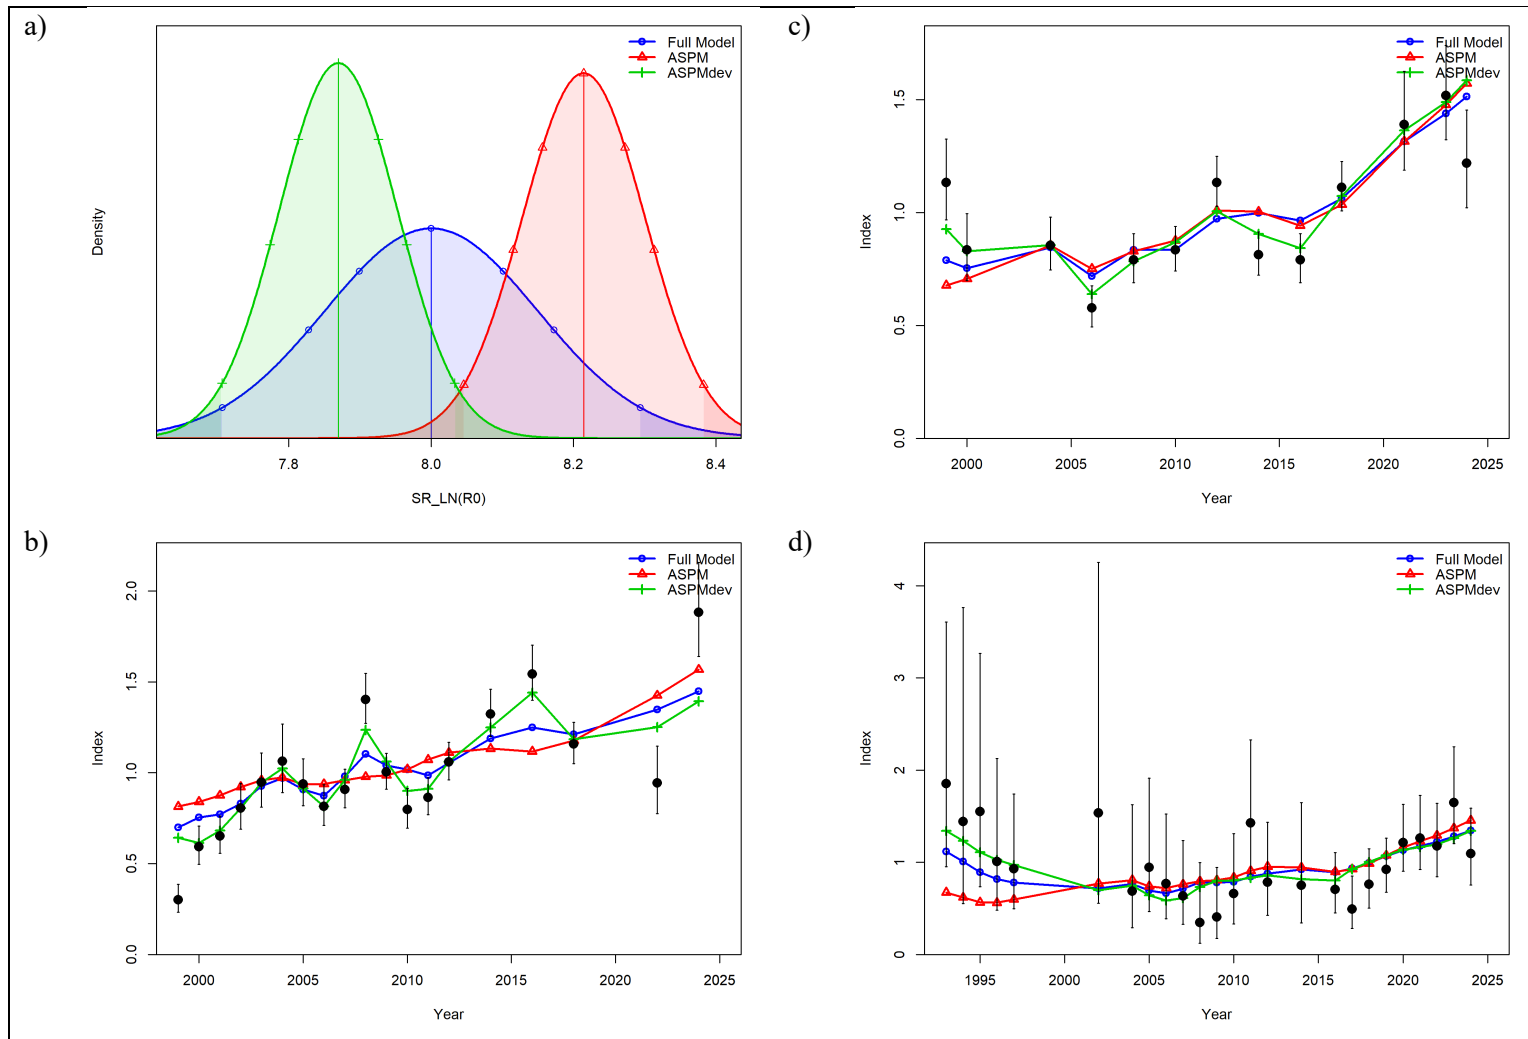 a)
Full Model
ASPM
ASPMdev
Density
7.8 8.0 8.2 8.4
SR_LN(R0)
b)
Full Model
ASPM
ASPMdev
Index
0.0 0.5 1.0 1.5 2.0
2000 2005 2010 2015 2020 2025
Year
c)
Full Model
ASPM
ASPMdev
Index
0.0 0.5 1.0 1.5
2000 2005 2010 2015 2020 2025
Year
d)
Full Model
ASPM
ASPMdev
Index
0 1 2 3 4
1995 2000 2005 2010 2015 2020 2025
Year